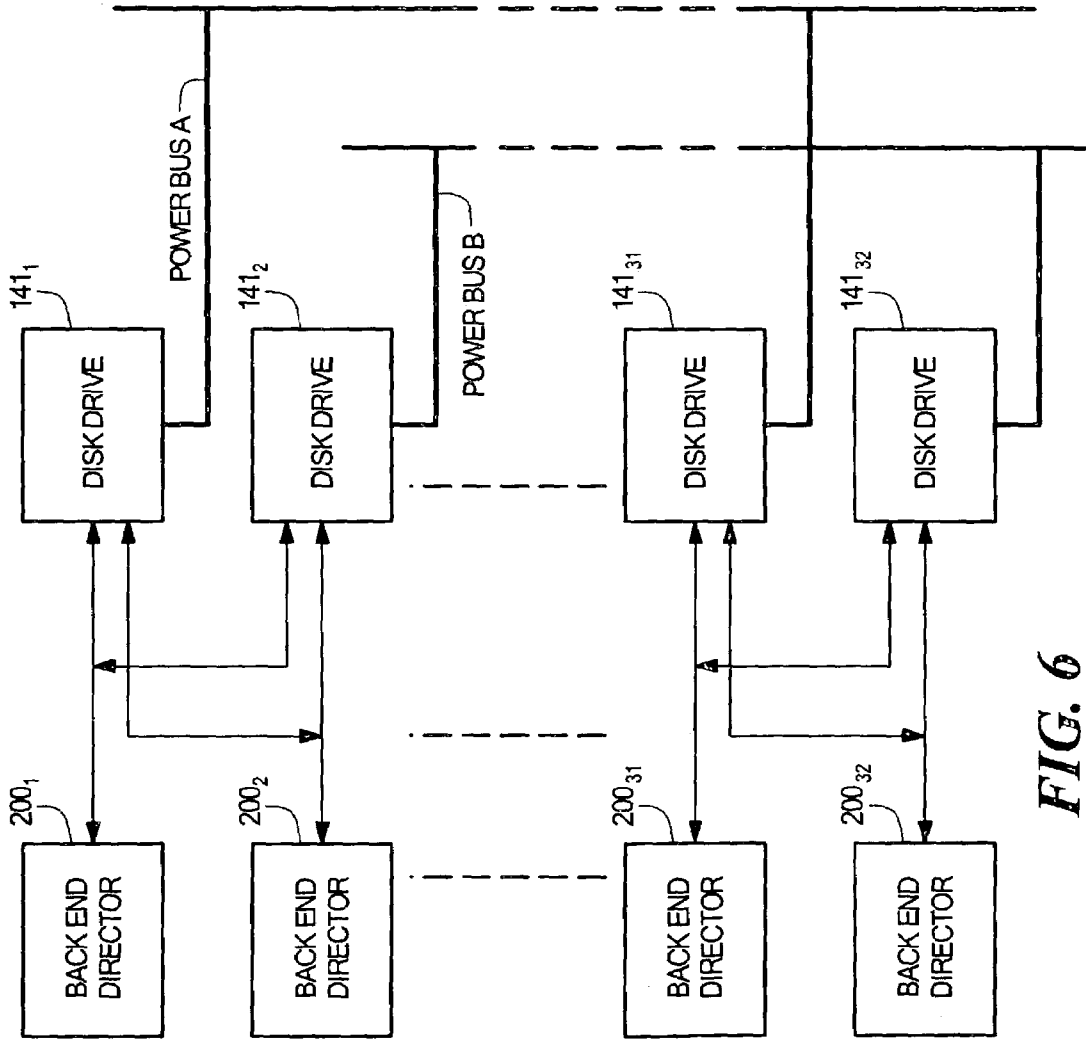 200₁
BACK END
DIRECTOR
141₁
DISK DRIVE
POWER BUS A
200₂
BACK END
DIRECTOR
141₂
DISK DRIVE
POWER BUS B
200₃₁
BACK END
DIRECTOR
141₃₁
DISK DRIVE
200₃₂
BACK END
DIRECTOR
141₃₂
DISK DRIVE
FIG. 6